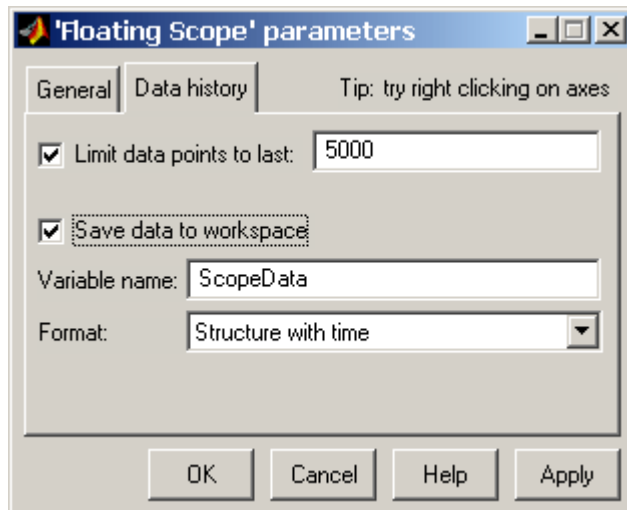 'Floating Scope' parameters
General Data history Tip: try right clicking on axes
Limit data points to last: 5000
Save data to workspace
Variable name: ScopeData
Format: Structure with time
OK Cancel Help Apply